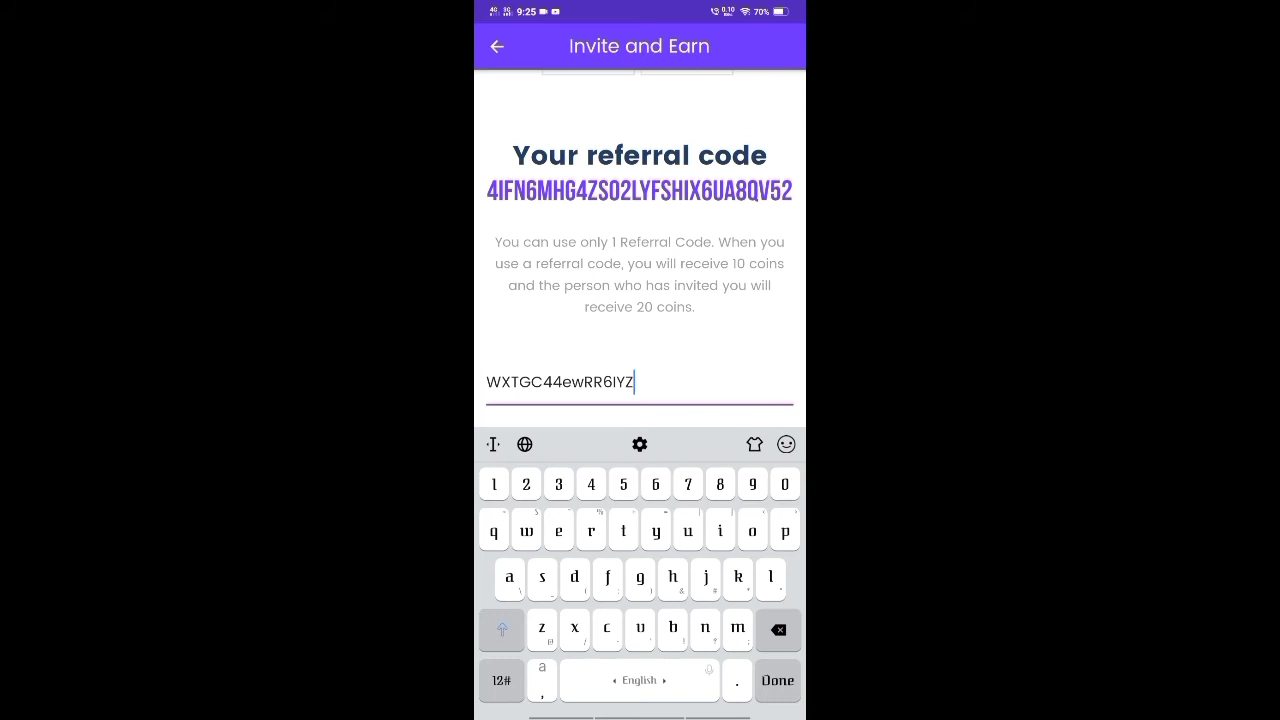 9:25 70%
Invite and Earn
Your referral code
4IFN6MHG4ZSO2LYFSHIX6UA8QV52
You can use only 1 Referral Code. When you
use a referral code, you will receive 10 coins
and the person who has invited you will
receive 20 coins.
WXTGC44ewRR6IYZ
1 2 3 4 5 6 7 8 9 0
q w e r t y u i o p
a s d f g h j k l
z x c v b n m
12# a , English . Done